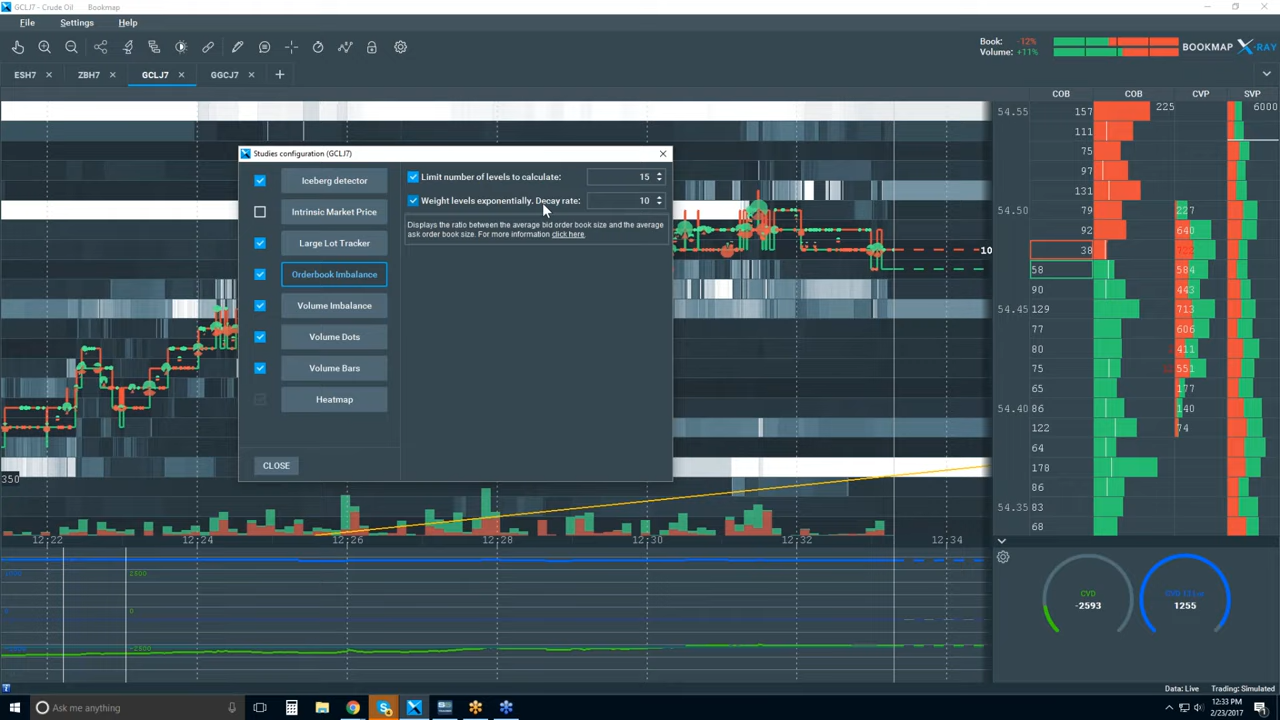 GCLJ7 - Crude Oil Bookmap
File Settings Help
Book: -12%
Volume: +11%
BOOKMAP X-RAY
ESH7 ZBH7 GCLJ7 GGCJ7
COB COB CVP SVP
54.55 157 225 6000
111
75
97
131
54.50 79 227
92 640
38 722
10
58 584
90 443
54.45 129 713
77 606
80 411
75 551
65 177
54.40 86 140
122 74
64
178
86
54.35 83
68
Studies configuration (GCLJ7)
Iceberg detector
Intrinsic Market Price
Large Lot Tracker
Orderbook Imbalance
Volume Imbalance
Volume Dots
Volume Bars
Heatmap
CLOSE
Limit number of levels to calculate: 15
Weight levels exponentially. Decay rate: 10
Displays the ratio between the average bid order book size and the average
ask order book size. For more information click here.
350
12:22 12:24 12:26 12:28 12:30 12:32 12:34
2500
0
0
-2500
CVD
-2593
1255
Data: Live Trading: Simulated
Ask me anything
12:33 PM
2/23/2017